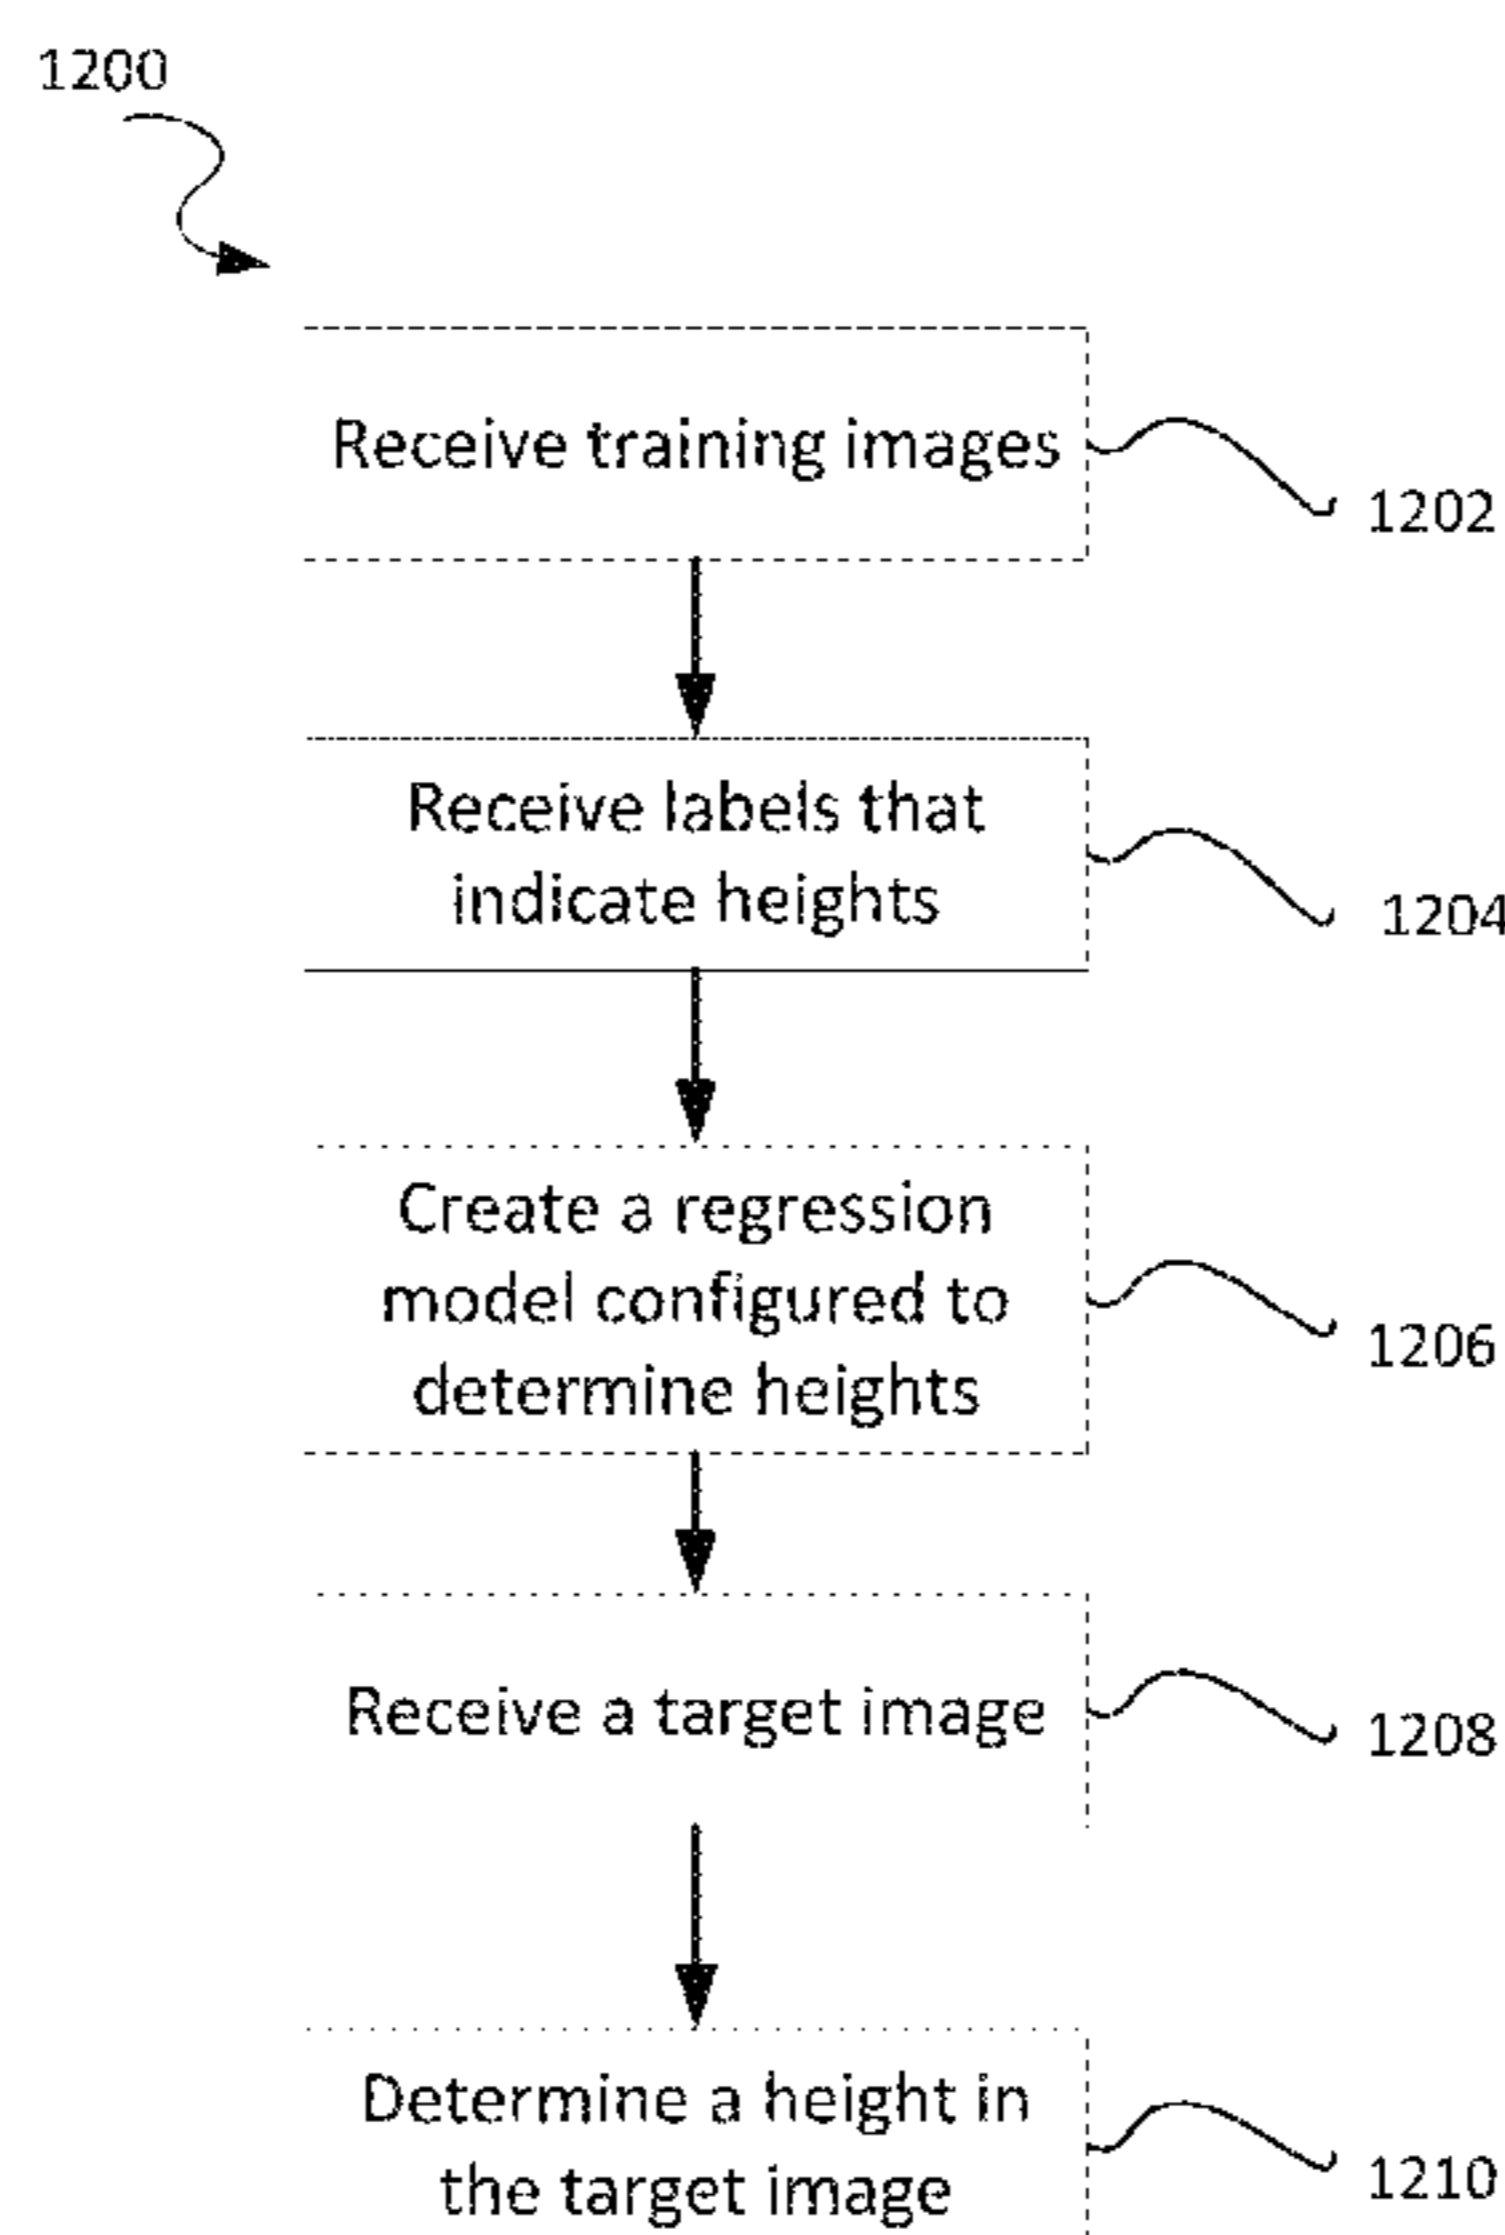 1200
Receive training images
1202
Receive labels that
indicate heights
1204
Create a regression
model configured to
determine heights
1206
Receive a target image
1208
Determine a height in
the target image
1210